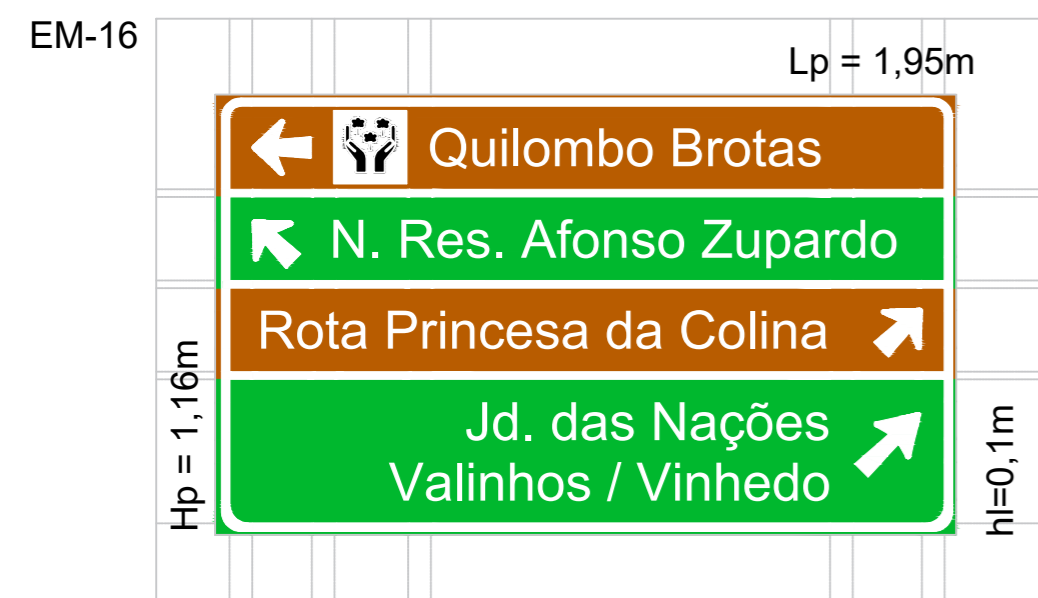 EM-16
Lp = 1,95m
Quilombo Brotas
N. Res. Afonso Zupardo
Rota Princesa da Colina
Jd. das Nações
Valinhos / Vinhedo
Hp = 1,16m
hl=0,1m